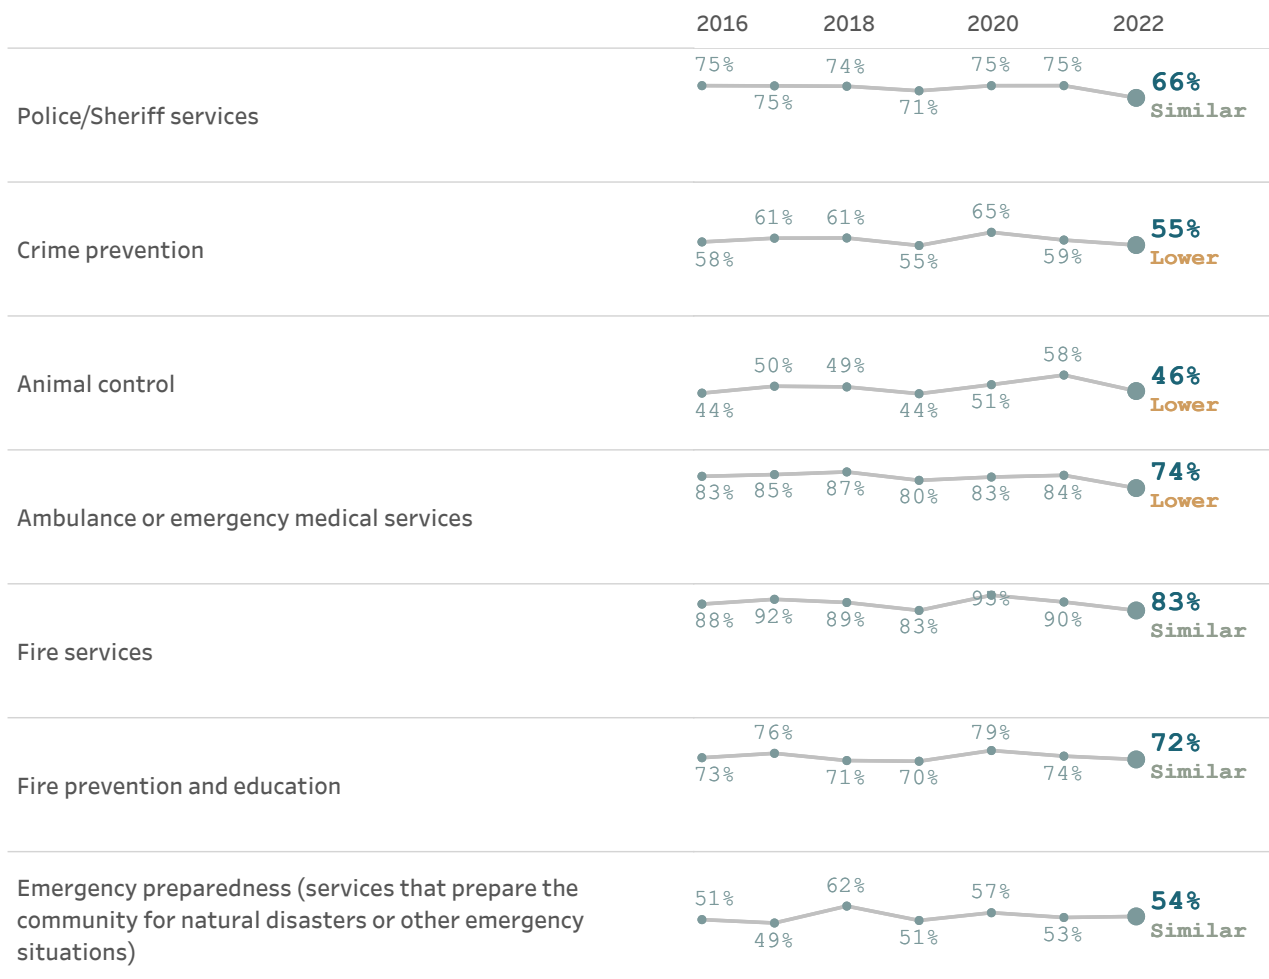 2016 2018 2020 2022
Police/Sheriff services
75% 75% 74% 71% 75% 75% 66%
Similar
Crime prevention
58% 61% 61% 55% 65% 59% 55%
Lower
Animal control
44% 50% 49% 44% 51% 58% 46%
Lower
Ambulance or emergency medical services
83% 85% 87% 80% 83% 84% 74%
Lower
Fire services
88% 92% 89% 83% 90% 83%
Similar
Fire prevention and education
73% 76% 71% 70% 79% 74% 72%
Similar
Emergency preparedness (services that prepare the
community for natural disasters or other emergency
situations)
51% 49% 62% 51% 57% 53% 54%
Similar